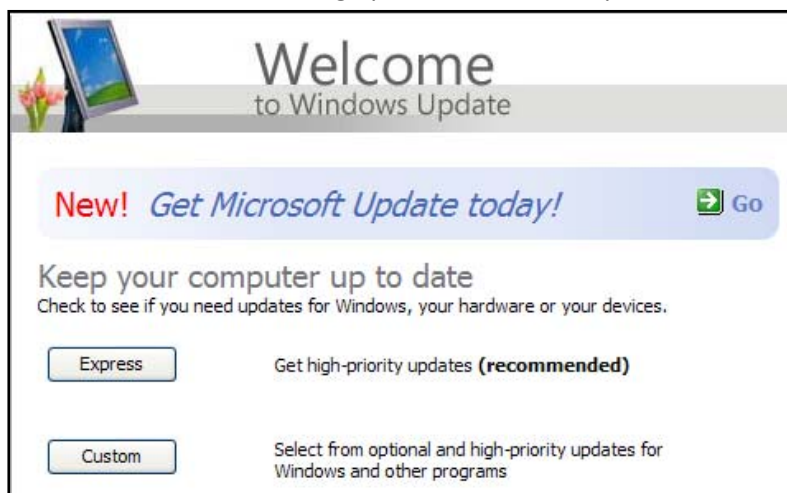 Welcome
to Windows Update
New! Get Microsoft Update today!
Go
Keep your computer up to date
Check to see if you need updates for Windows, your hardware or your devices.
Express
Get high-priority updates (recommended)
Custom
Select from optional and high-priority updates for
Windows and other programs